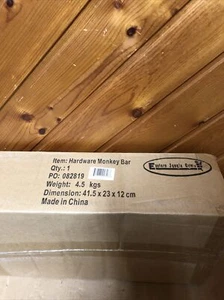 Item: Hardware Monkey Bar
Qty.: 1
PO: 082819
Weight: 4.5 kgs
Dimension: 41.5 x 23 x 12 cm
Made in China